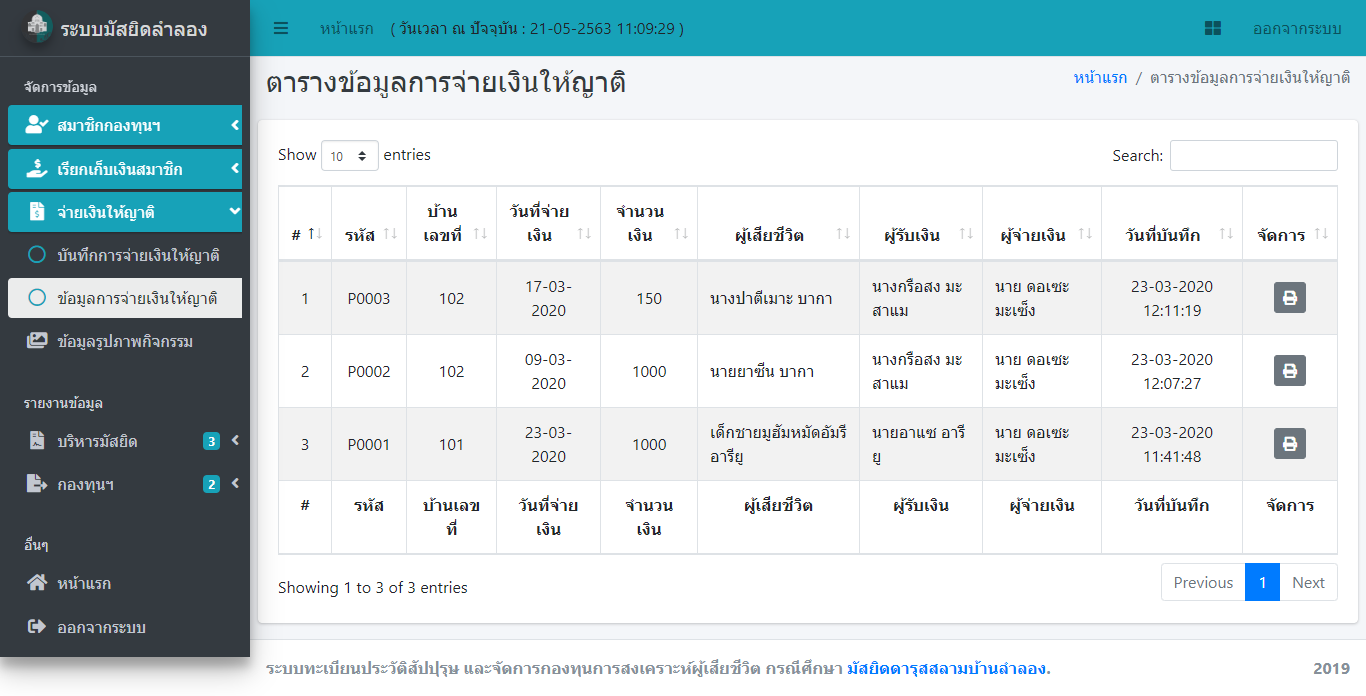 ระบบมัสยิดลำลอง
หน้าแรก ( วันเวลา ณ ปัจจุบัน : 21-05-2563 11:09:29 )
ออกจากระบบ
จัดการข้อมูล
สมาชิกกองทุนฯ
เรียกเก็บเงินสมาชิก
จ่ายเงินให้ญาติ
บันทึกการจ่ายเงินให้ญาติ
ข้อมูลการจ่ายเงินให้ญาติ
ข้อมูลรูปภาพกิจกรรม
รายงานข้อมูล
บริหารมัสยิด 3
กองทุนฯ 2
อื่นๆ
หน้าแรก
ออกจากระบบ
ตารางข้อมูลการจ่ายเงินให้ญาติ
หน้าแรก / ตารางข้อมูลการจ่ายเงินให้ญาติ
Show 10 entries
Search:
# รหัส บ้านเลขที่ วันที่จ่ายเงิน จำนวนเงิน ผู้เสียชีวิต ผู้รับเงิน ผู้จ่ายเงิน วันที่บันทึก จัดการ
1 P0003 102 17-03-2020 150 นางปาตีเมาะ บากา นางกรือสง มะสาแม นาย ดอเซะ มะเซ็ง 23-03-2020 12:11:19
2 P0002 102 09-03-2020 1000 นายยาซีน บากา นางกรือสง มะสาแม นาย ดอเซะ มะเซ็ง 23-03-2020 12:07:27
3 P0001 101 23-03-2020 1000 เด็กชายมูฮัมหมัดอัมรี อารียู นายอาแซ อารียู นาย ดอเซะ มะเซ็ง 23-03-2020 11:41:48
# รหัส บ้านเลขที่ วันที่จ่ายเงิน จำนวนเงิน ผู้เสียชีวิต ผู้รับเงิน ผู้จ่ายเงิน วันที่บันทึก จัดการ
Showing 1 to 3 of 3 entries
Previous 1 Next
ระบบทะเบียนประวัติสัปปุรุษ และจัดการกองทุนการสงเคราะห์ผู้เสียชีวิต กรณีศึกษา มัสยิดดารุสสลามบ้านลำลอง.
2019